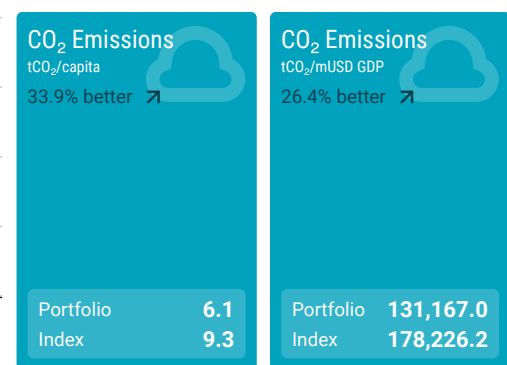 CO₂ Emissions
tCO₂/capita
33.9% better
Portfolio 6.1
Index 9.3
CO₂ Emissions
tCO₂/mUSD GDP
26.4% better
Portfolio 131,167.0
Index 178,226.2